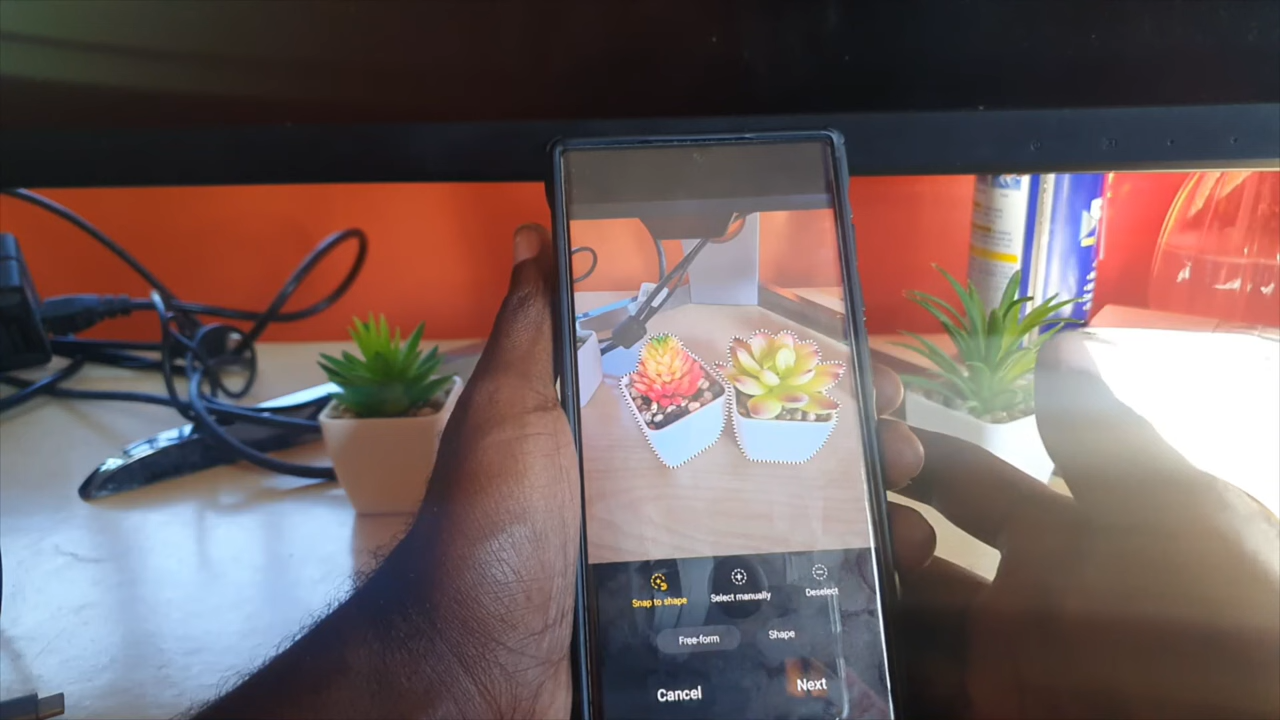 Snap to shape
Select manually
Deselect
Free-form
Shape
Cancel
Next